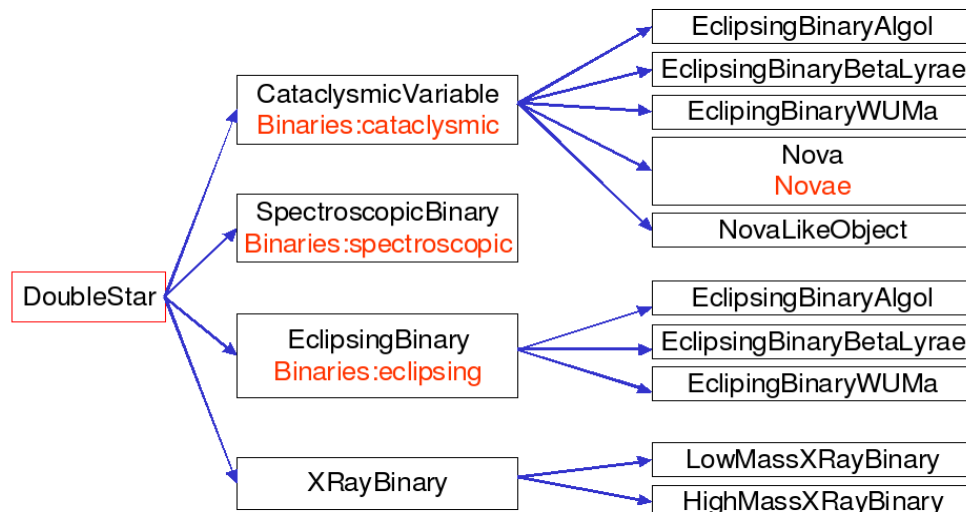 DoubleStar
CataclysmicVariable
Binaries:cataclysmic
SpectroscopicBinary
Binaries:spectroscopic
EclipsingBinary
Binaries:eclipsing
XRayBinary
EclipsingBinaryAlgol
EclipsingBinaryBetaLyrae
EclipingBinaryWUMa
Nova
Novae
NovaLikeObject
EclipsingBinaryAlgol
EclipsingBinaryBetaLyrae
EclipingBinaryWUMa
LowMassXRayBinary
HighMassXRayBinary